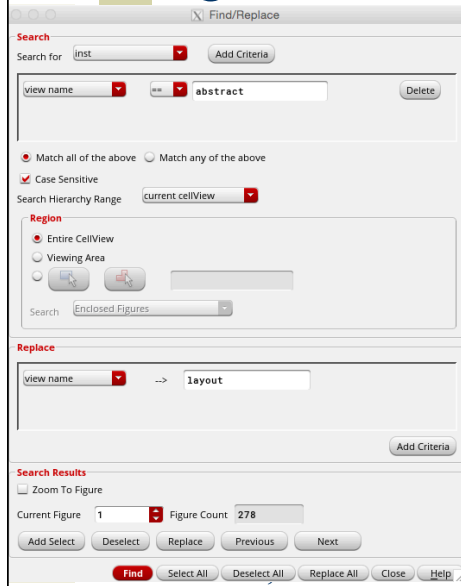 Find/Replace
Search
Search for inst Add Criteria
view name == abstract Delete
Match all of the above Match any of the above
Case Sensitive
Search Hierarchy Range current cellView
Region
Entire CellView
Viewing Area
Search Enclosed Figures
Replace
view name --> layout
Add Criteria
Search Results
Zoom To Figure
Current Figure 1 Figure Count 278
Add Select Deselect Replace Previous Next
Find Select All Deselect All Replace All Close Help